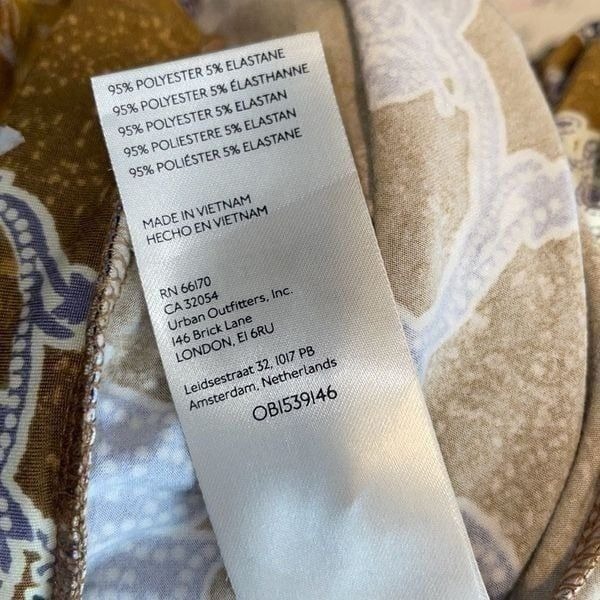 95% POLYESTER 5% ELASTANE
95% POLYESTER 5% ÉLASTHANNE
95% POLYESTER 5% ELASTAN
95% POLIESTERE 5% ELASTAN
95% POLIÉSTER 5% ELASTANE
MADE IN VIETNAM
HECHO EN VIETNAM
RN 66170
CA 32054
Urban Outfitters, Inc.
146 Brick Lane
LONDON, E1 6RU
Leidsestraat 32, 1017 PB
Amsterdam, Netherlands
OB1539146